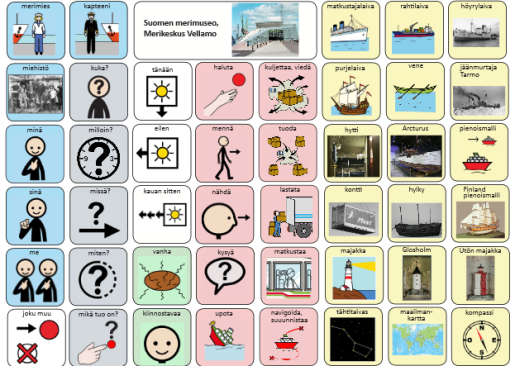 merimies
kapteeni
Suomen merimuseo,
Merikeskus Vellamo
matkustajalaiva
rahtilaiva
höyrylaiva
miehistö
kuka?
tänään
haluta
kuljettaa, viedä
purjelaiva
vene
jäänmurtaja
Tarmo
minä
milloin?
eilen
mennä
tuoda
hytti
Arcturus
pienoismalli
sinä
missä?
kauan sitten
nähdä
lastata
kontti
hylky
Finland
pienoismalli
me
miten?
vanha
kysyä
matkustaa
majakka
Glosholm
Utön majakka
joku muu
mikä tuo on?
kiinnostavaa
upota
navigoida,
suuunnistaa
tähtitaivas
maailman-
kartta
kompassi